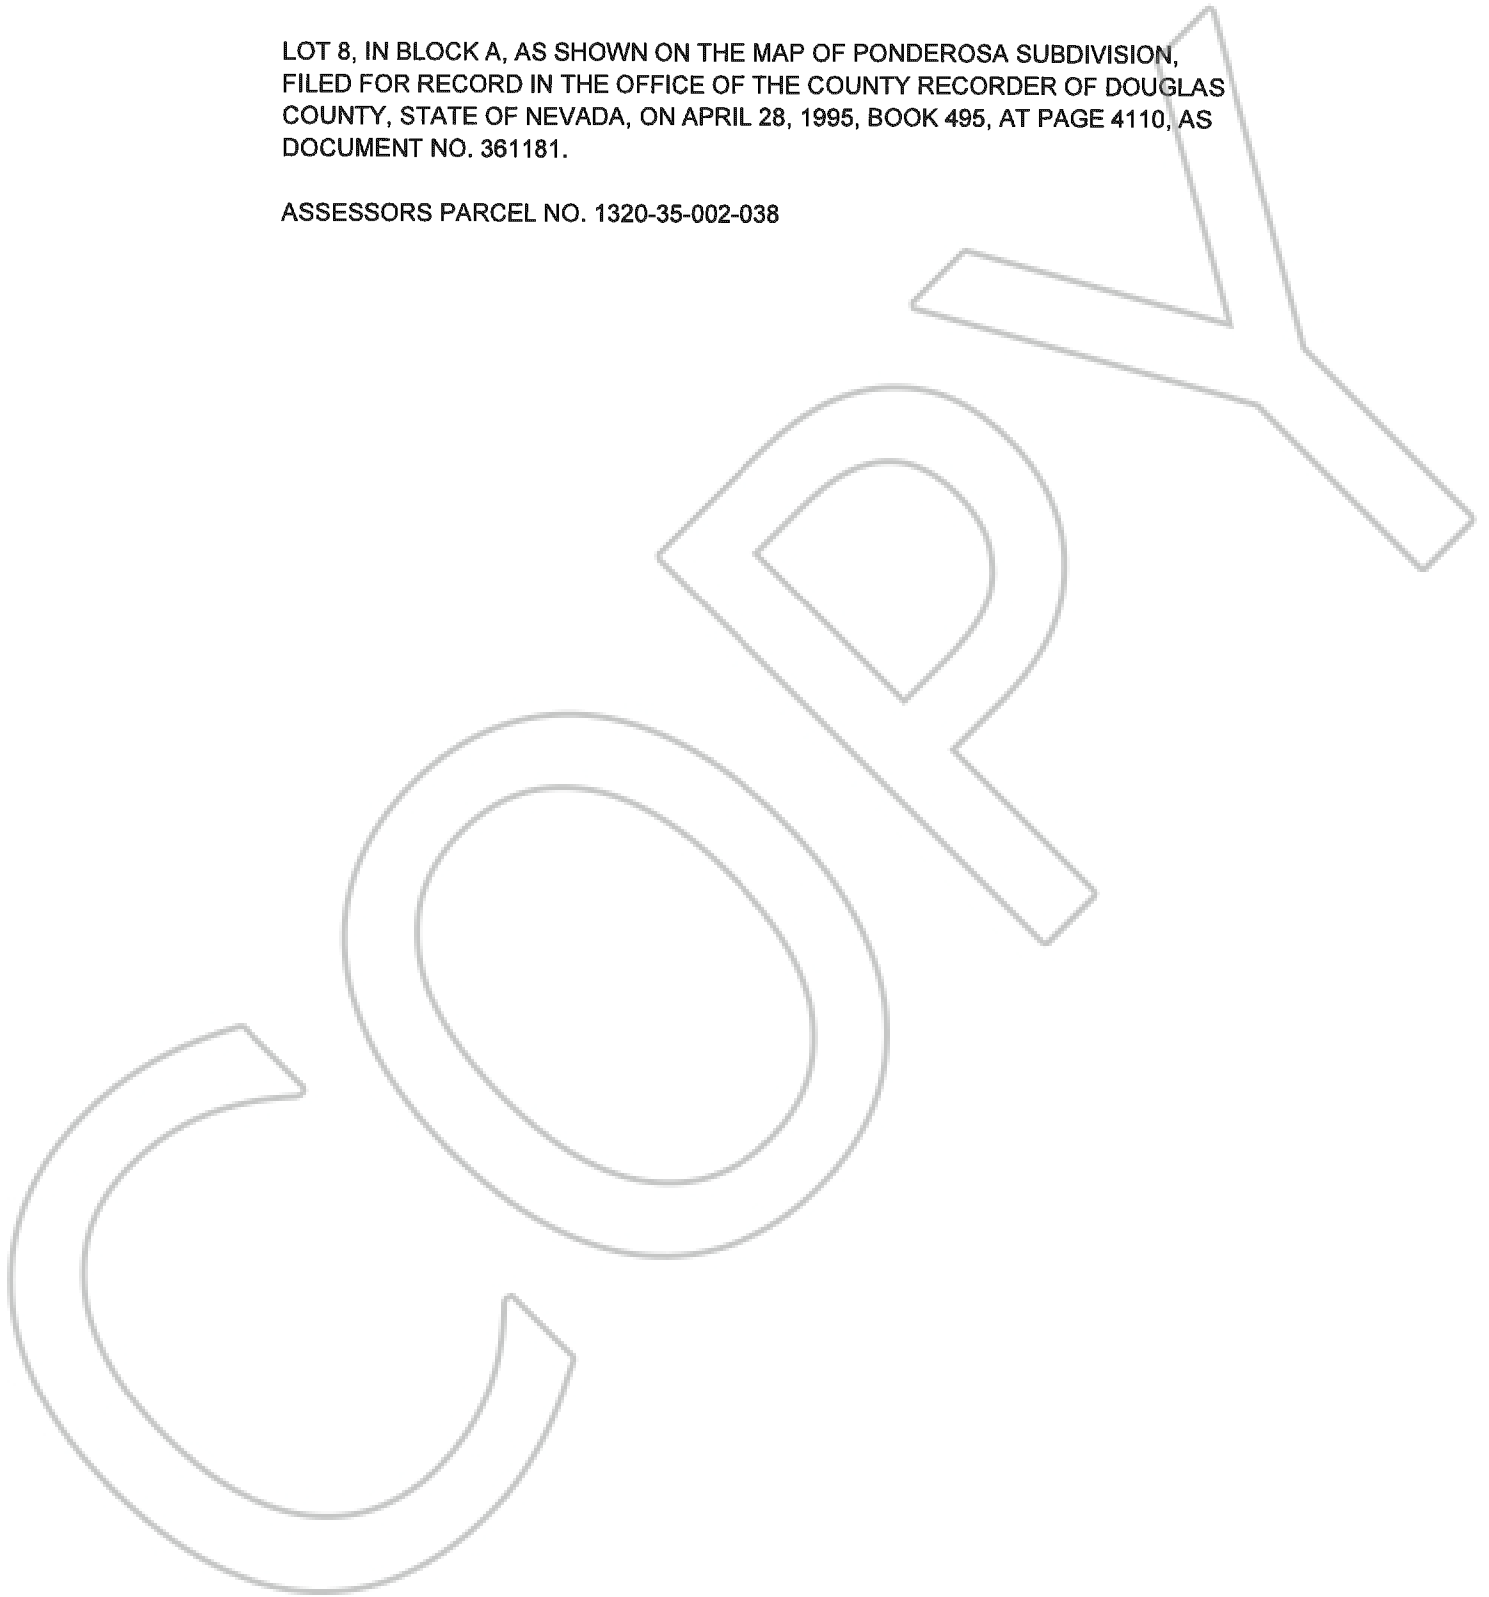 LOT 8, IN BLOCK A, AS SHOWN ON THE MAP OF PONDEROSA SUBDIVISION,
FILED FOR RECORD IN THE OFFICE OF THE COUNTY RECORDER OF DOUGLAS
COUNTY, STATE OF NEVADA, ON APRIL 28, 1995, BOOK 495, AT PAGE 4110, AS
DOCUMENT NO. 361181.
ASSESSORS PARCEL NO. 1320-35-002-038
COPY